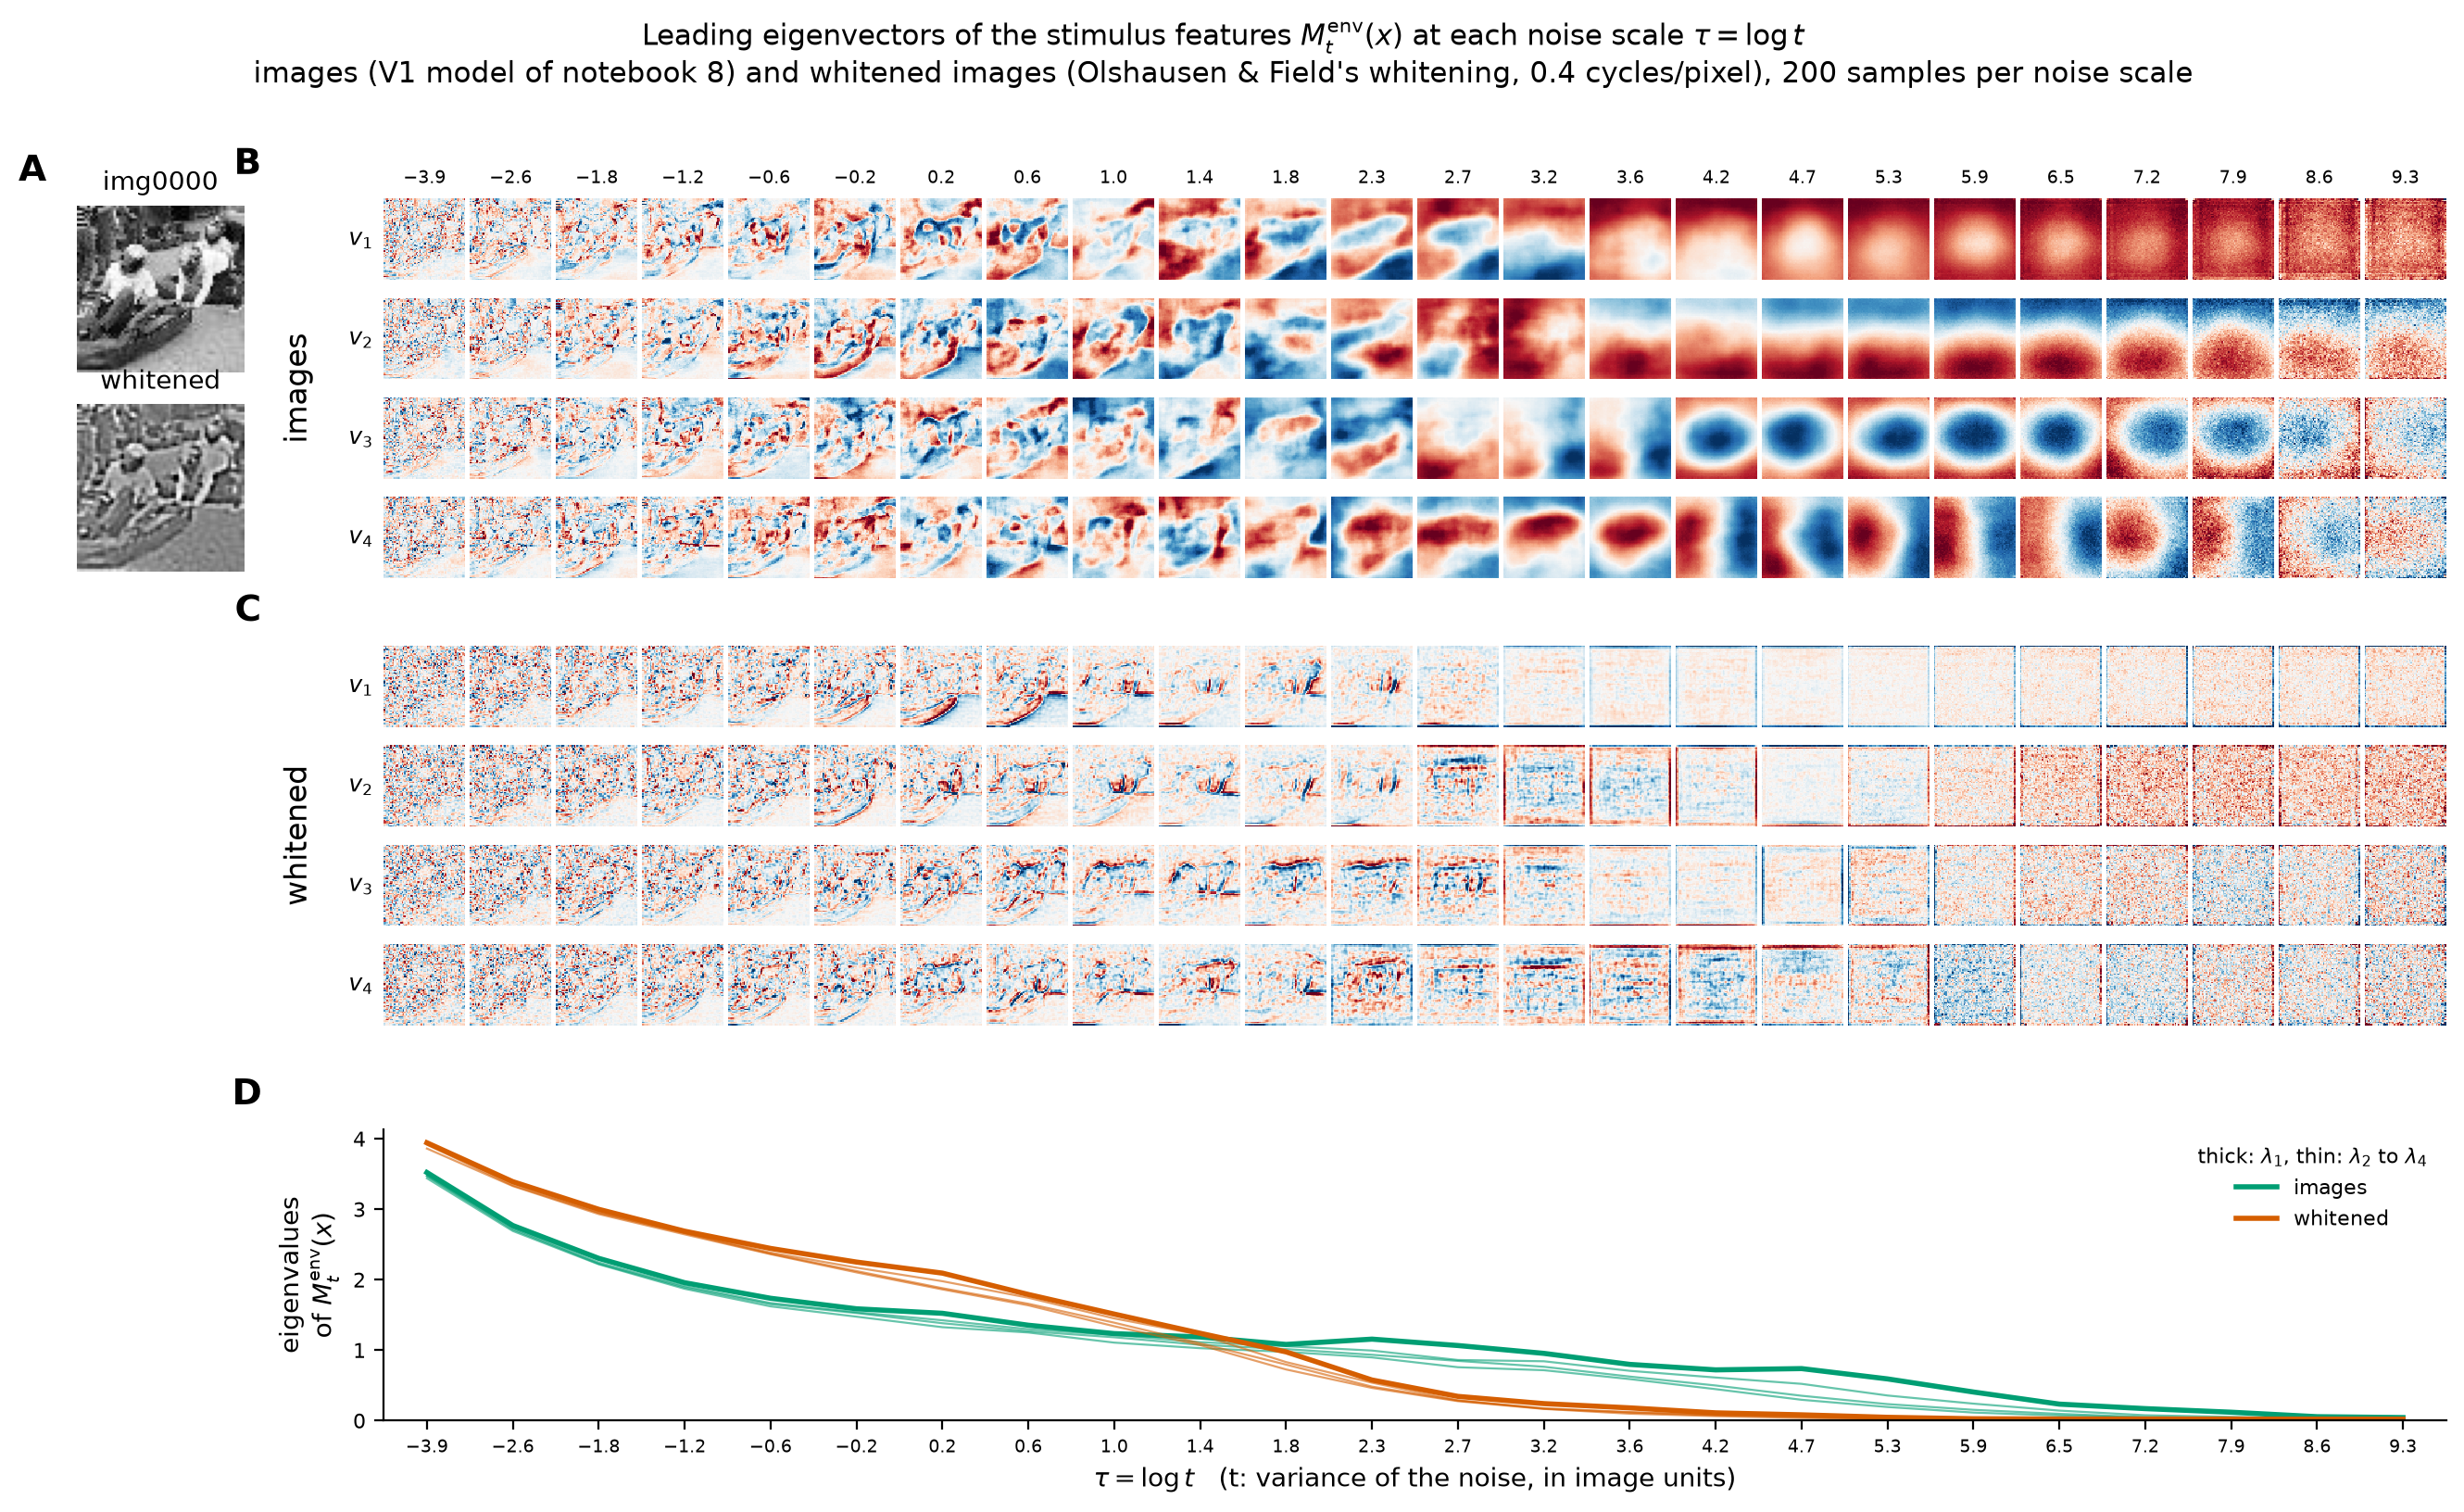 Leading eigenvectors of the stimulus features $M_t^{\mathrm{env}}(x)$ at each noise scale $\tau = \log t$
images (V1 model of notebook 8) and whitened images (Olshausen & Field's whitening, 0.4 cycles/pixel), 200 samples per noise scale
A
img0000
whitened
B
−3.9 −2.6 −1.8 −1.2 −0.6 −0.2 0.2 0.6 1.0 1.4 1.8 2.3 2.7 3.2 3.6 4.2 4.7 5.3 5.9 6.5 7.2 7.9 8.6 9.3
images
v₁
v₂
v₃
v₄
C
whitened
v₁
v₂
v₃
v₄
D
eigenvalues
of $M_t^{\mathrm{env}}(x)$
4
3
2
1
0
thick: λ₁, thin: λ₂ to λ₄
images
whitened
−3.9 −2.6 −1.8 −1.2 −0.6 −0.2 0.2 0.6 1.0 1.4 1.8 2.3 2.7 3.2 3.6 4.2 4.7 5.3 5.9 6.5 7.2 7.9 8.6 9.3
$\tau = \log t$ (t: variance of the noise, in image units)